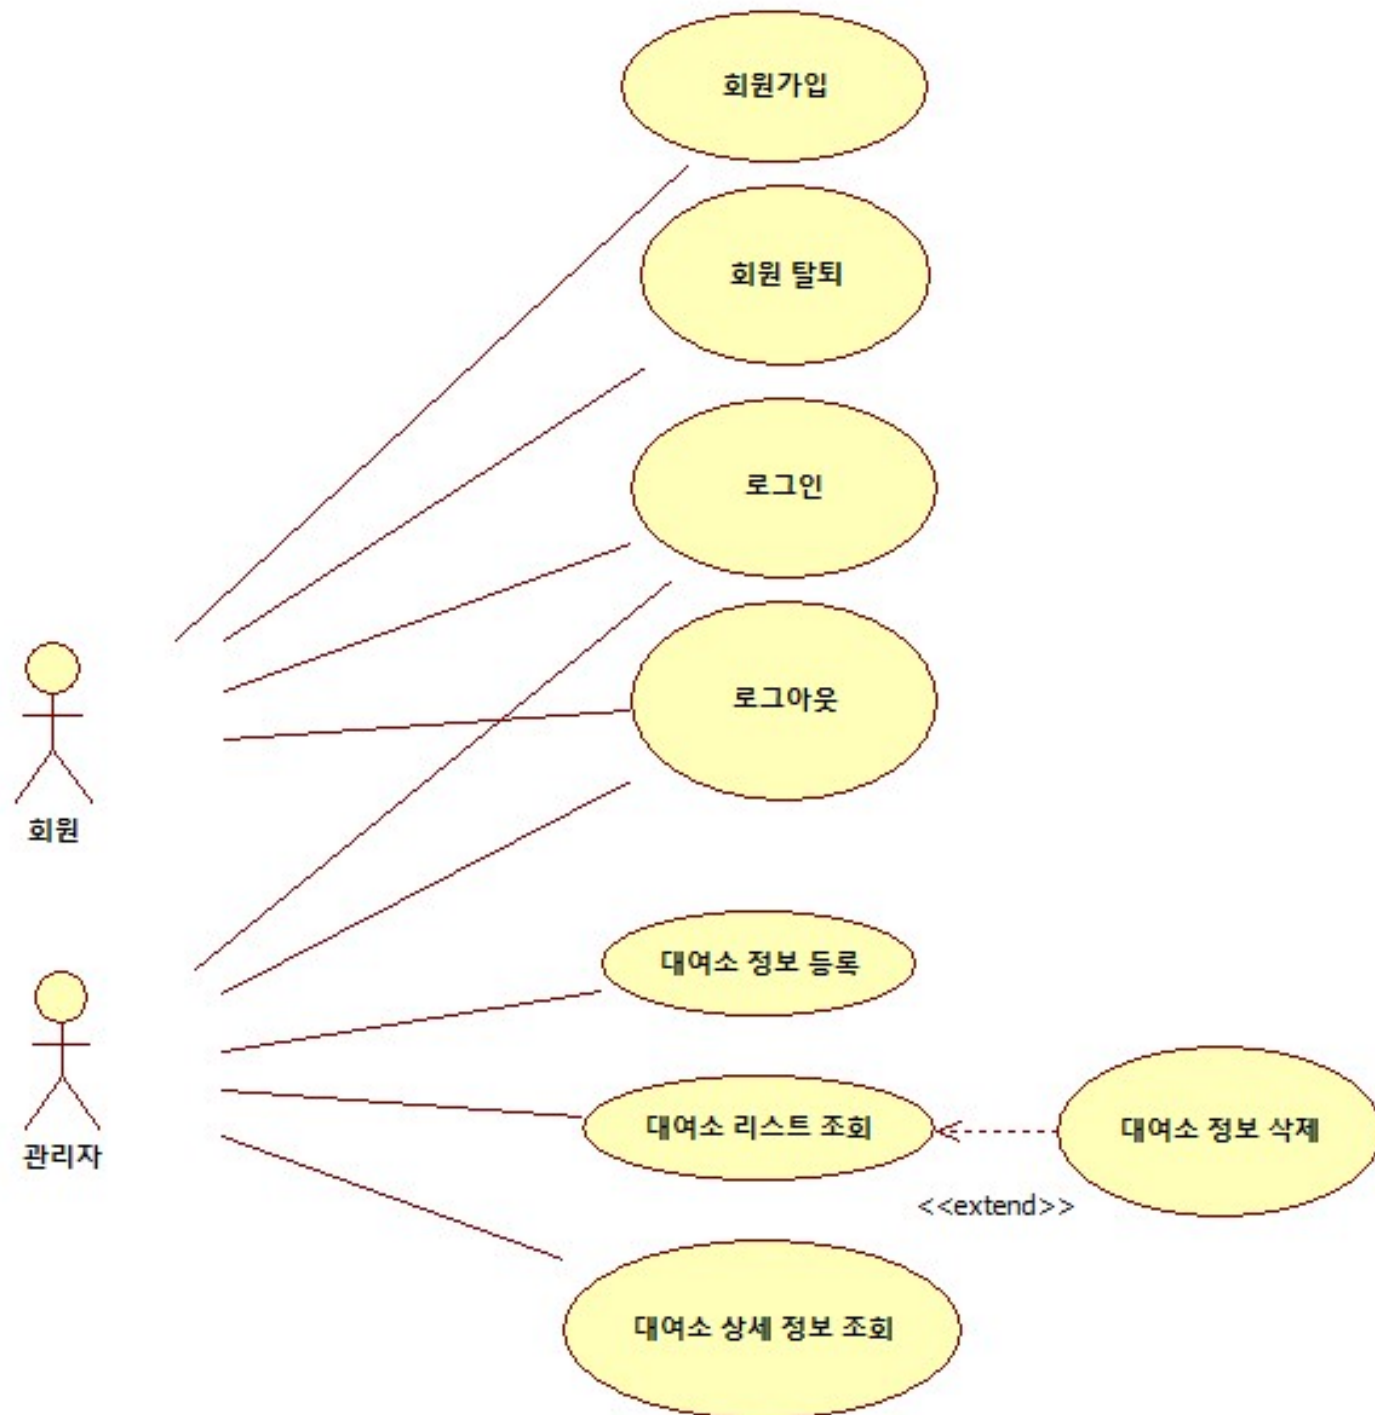 회원가입
회원 탈퇴
로그인
로그아웃
회원
대여소 정보 등록
관리자
대여소 리스트 조회
대여소 정보 삭제
<<extend>>
대여소 상세 정보 조회